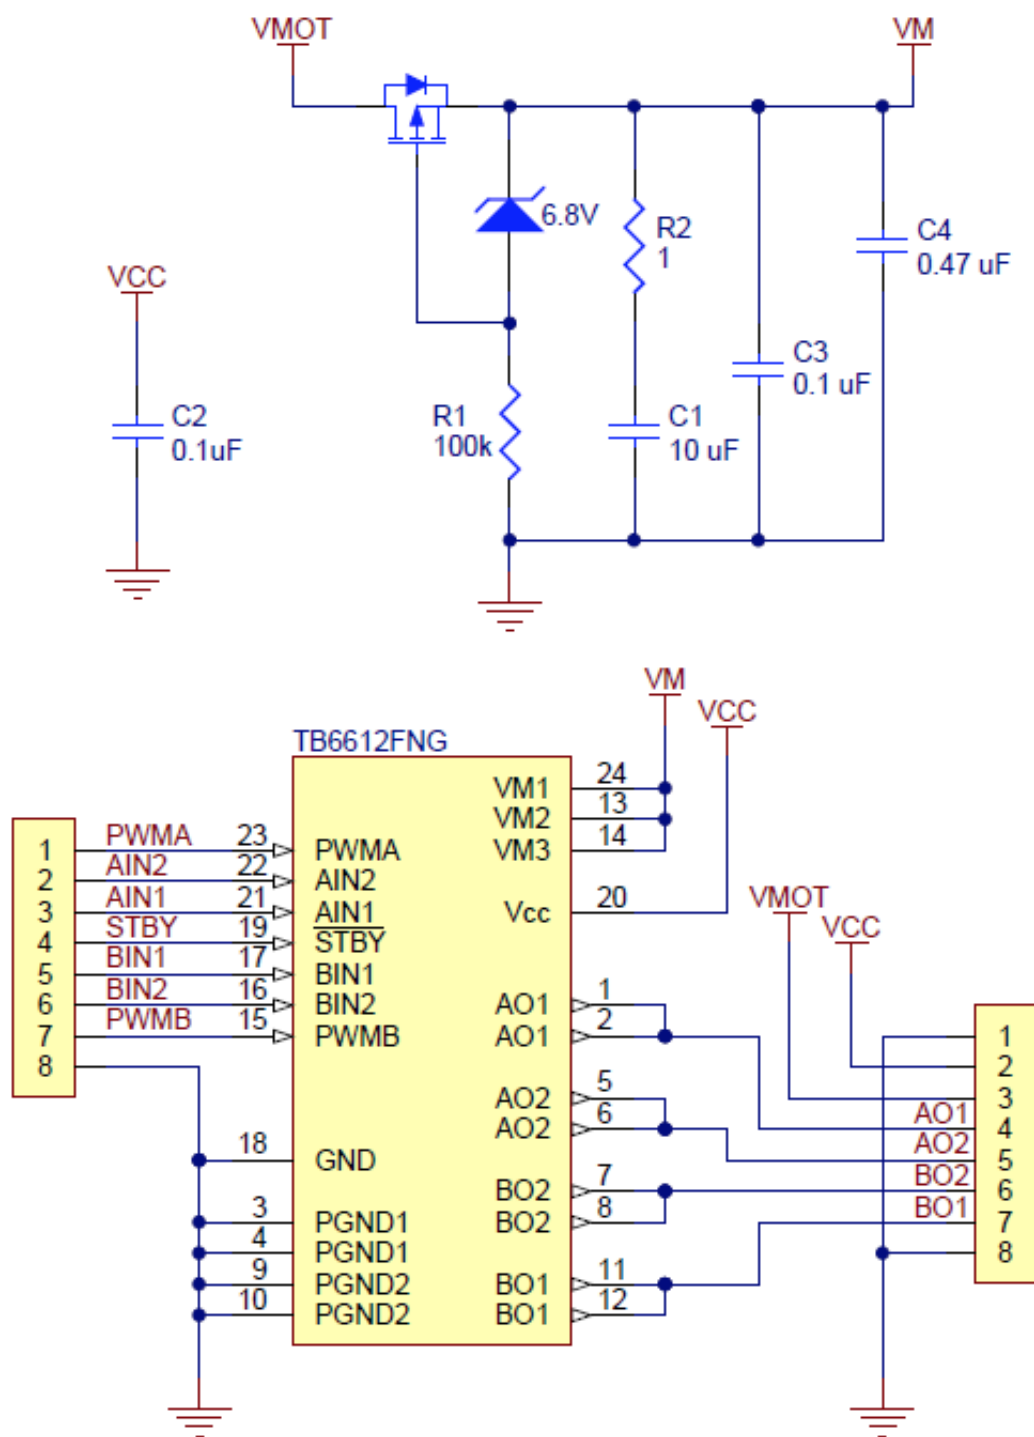 VMOT
VM
6.8V
R2
1
C4
0.47 uF
VCC
C3
0.1 uF
C2
0.1uF
R1
100k
C1
10 uF
VM
VCC
TB6612FNG
VM1 24
VM2 13
VM3 14
1 PWMA 23 PWMA
2 AIN2 22 AIN2
3 AIN1 21 AIN1
4 STBY 19 STBY
5 BIN1 17 BIN1
6 BIN2 16 BIN2
7 PWMB 15 PWMB
8
Vcc 20
VMOT
VCC
AO1 1
AO1 2
AO2 5
AO2 6
BO2 7
BO2 8
BO1 11
BO1 12
18 GND
3 PGND1
4 PGND1
9 PGND2
10 PGND2
1
2
3
AO1 4
AO2 5
BO2 6
BO1 7
8